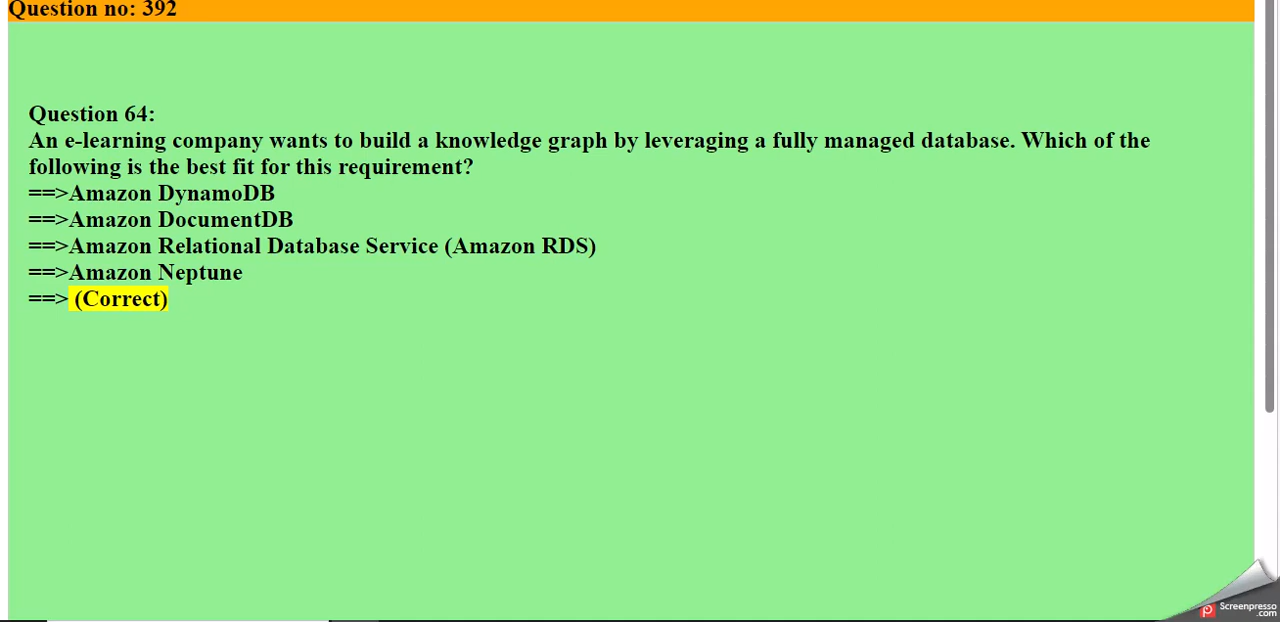 Question no: 392
Question 64:
An e-learning company wants to build a knowledge graph by leveraging a fully managed database. Which of the
following is the best fit for this requirement?
==>Amazon DynamoDB
==>Amazon DocumentDB
==>Amazon Relational Database Service (Amazon RDS)
==>Amazon Neptune
==> (Correct)
Screenpresso
.com